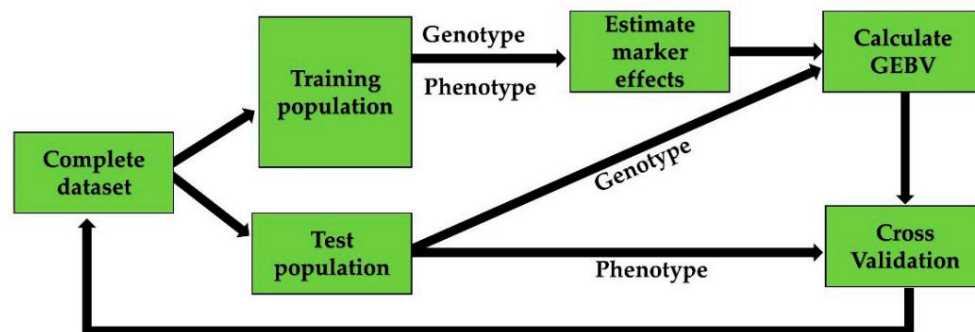 Complete
dataset
Training
population
Test
population
Genotype
Phenotype
Estimate
marker
effects
Calculate
GEBV
Genotype
Phenotype
Cross
Validation